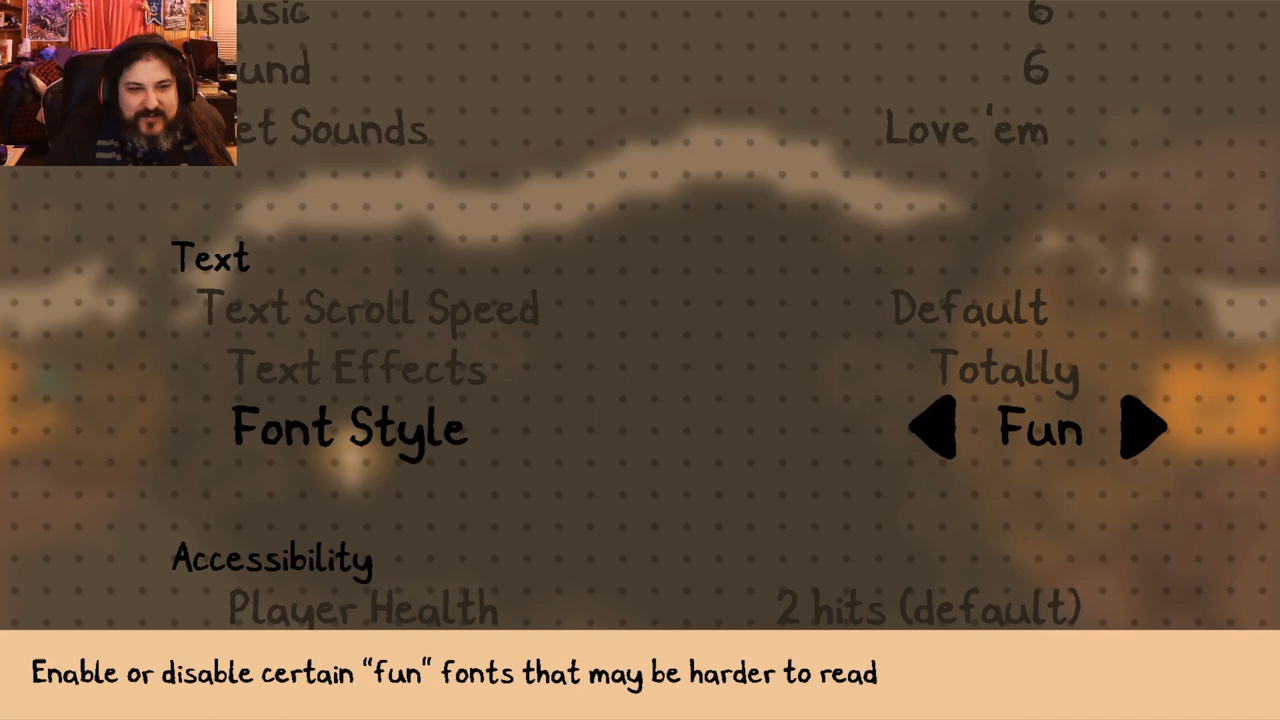 usic 6
und 6
et Sounds Love 'em
Text
Text Scroll Speed Default
Text Effects Totally
Font Style Fun
Accessibility
Player Health 2 hits (default)
Enable or disable certain "fun" fonts that may be harder to read